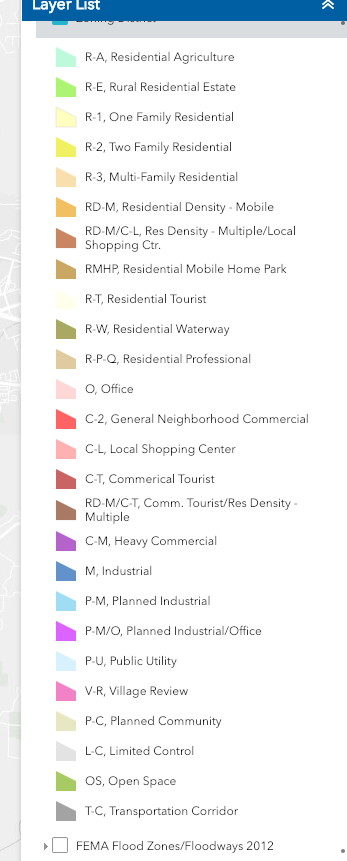 Layer List
Zoning District
R-A, Residential Agriculture
R-E, Rural Residential Estate
R-1, One Family Residential
R-2, Two Family Residential
R-3, Multi-Family Residential
RD-M, Residential Density - Mobile
RD-M/C-L, Res Density - Multiple/Local
Shopping Ctr.
RMHP, Residential Mobile Home Park
R-T, Residential Tourist
R-W, Residential Waterway
R-P-Q, Residential Professional
O, Office
C-2, General Neighborhood Commercial
C-L, Local Shopping Center
C-T, Commerical Tourist
RD-M/C-T, Comm. Tourist/Res Density -
Multiple
C-M, Heavy Commercial
M, Industrial
P-M, Planned Industrial
P-M/O, Planned Industrial/Office
P-U, Public Utility
V-R, Village Review
P-C, Planned Community
L-C, Limited Control
OS, Open Space
T-C, Transportation Corridor
FEMA Flood Zones/Floodways 2012